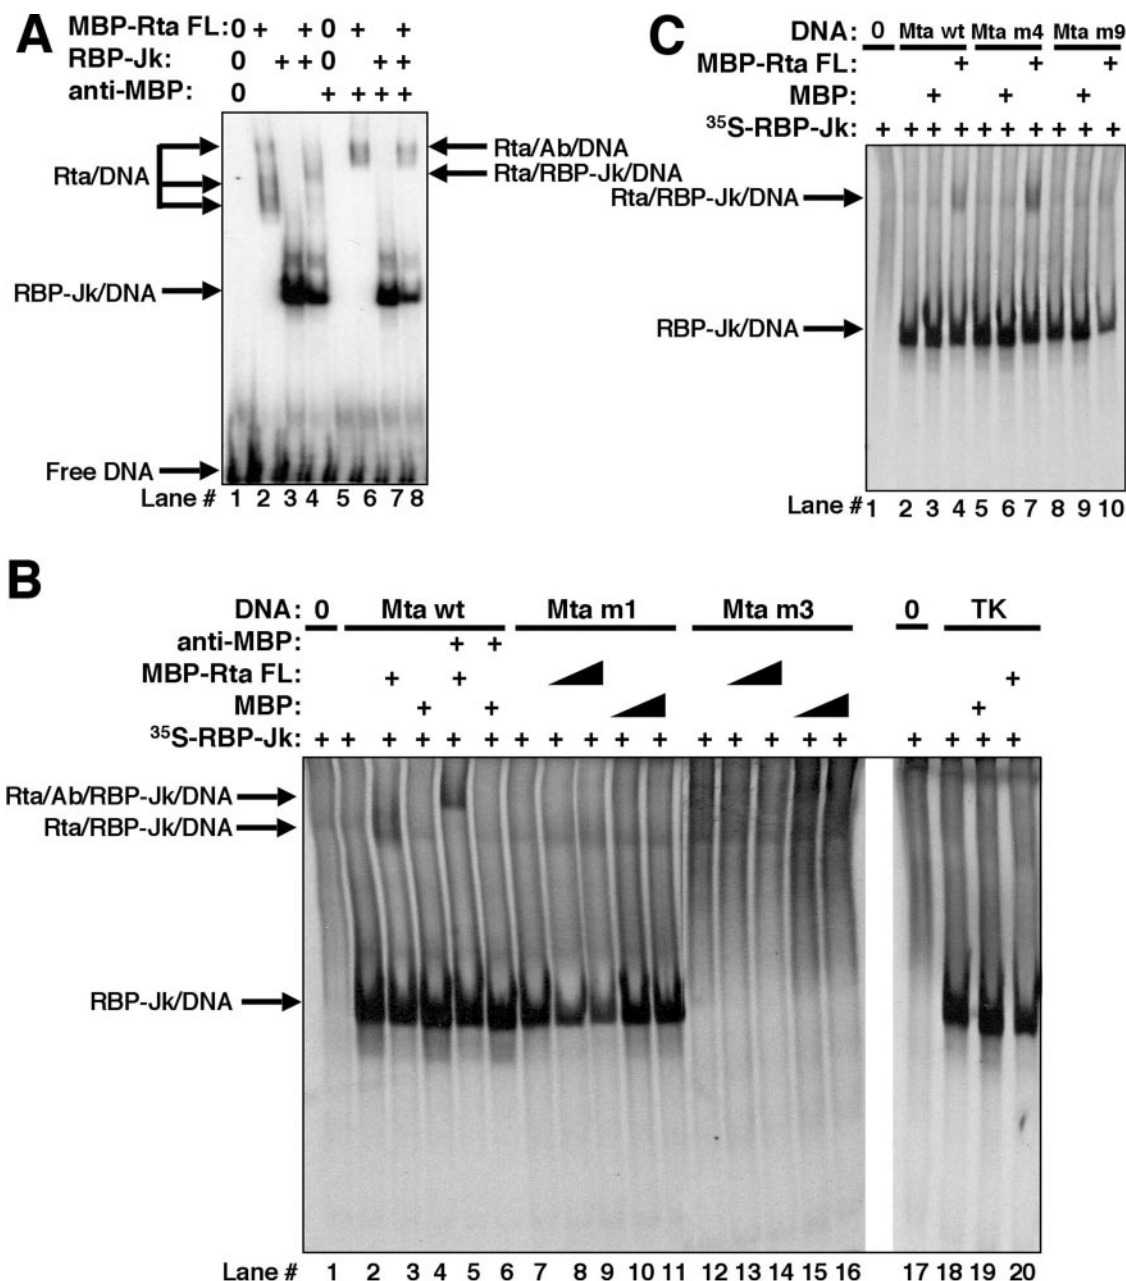 A
MBP-Rta FL: 0 + + 0 + +
RBP-Jk: 0 + + 0 + +
anti-MBP: 0 + + + +
Rta/DNA
RBP-Jk/DNA
Free DNA
Rta/Ab/DNA
Rta/RBP-Jk/DNA
Lane # 1 2 3 4 5 6 7 8
C
DNA: 0 Mta wt Mta m4 Mta m9
MBP-Rta FL: + + +
MBP: + + +
35S-RBP-Jk: + + + + + + + + + +
Rta/RBP-Jk/DNA
RBP-Jk/DNA
Lane # 1 2 3 4 5 6 7 8 9 10
B
DNA: 0 Mta wt Mta m1 Mta m3 0 TK
anti-MBP: + +
MBP-Rta FL: + + +
MBP: + + +
35S-RBP-Jk: + + + + + + + + + + + + + + + + + + + +
Rta/Ab/RBP-Jk/DNA
Rta/RBP-Jk/DNA
RBP-Jk/DNA
Lane # 1 2 3 4 5 6 7 8 9 10 11 12 13 14 15 16 17 18 19 20